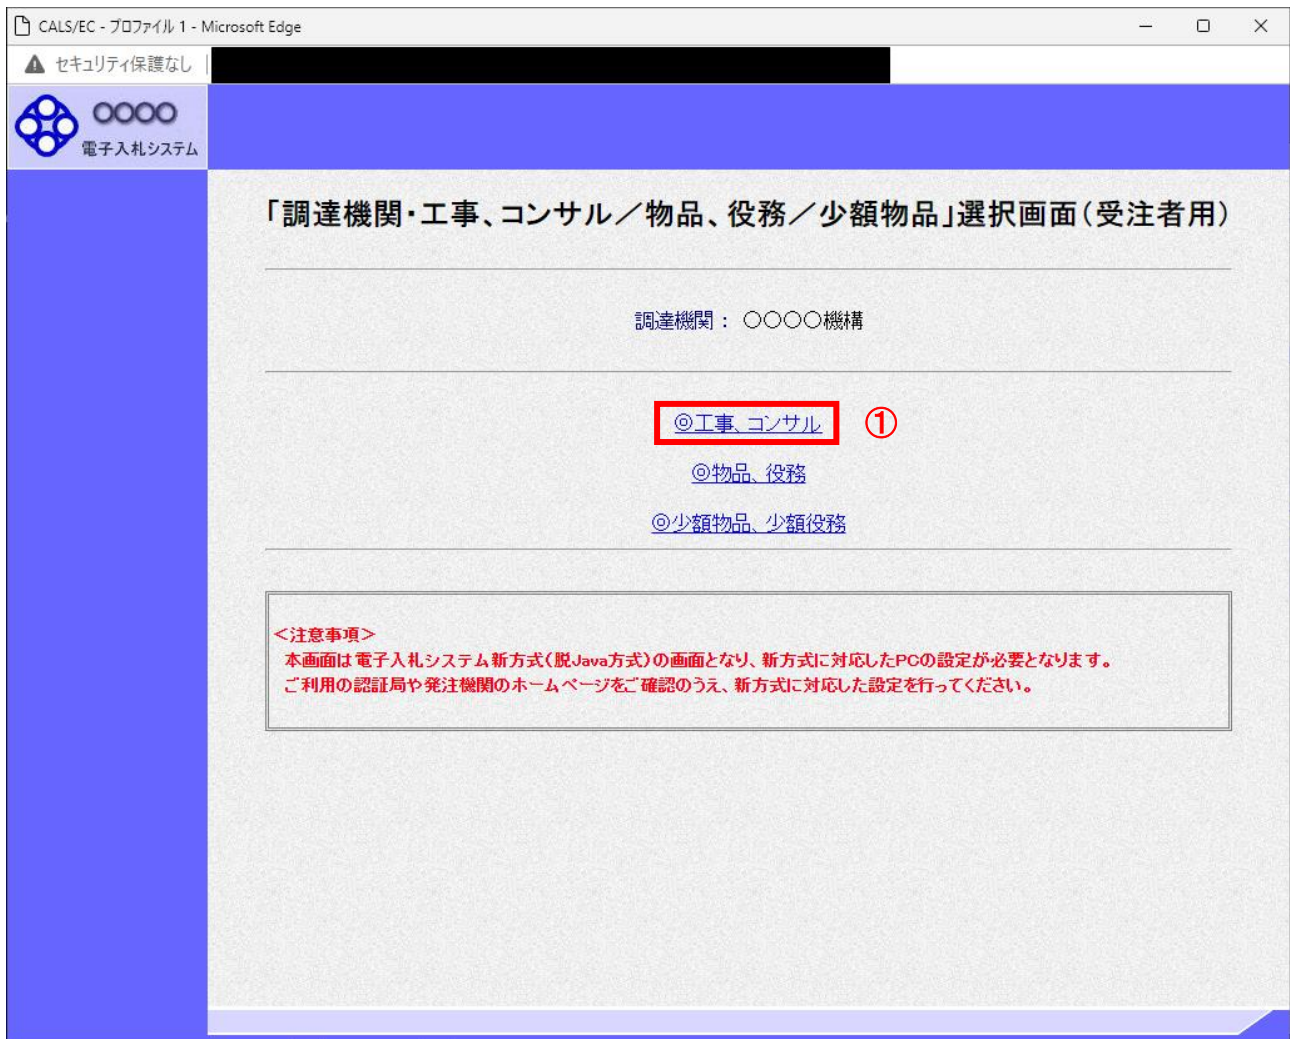 CALS/EC - プロファイル 1 - Microsoft Edge
セキュリティ保護なし
○○○○
電子入札システム
「調達機関・工事、コンサル／物品、役務／少額物品」選択画面（受注者用）
調達機関： ○○○○機構
◎工事、コンサル ①
◎物品、役務
◎少額物品、少額役務
＜注意事項＞
本画面は電子入札システム新方式（脱Java方式）の画面となり、新方式に対応したPCの設定が必要となります。
ご利用の認証局や発注機関のホームページをご確認のうえ、新方式に対応した設定を行ってください。